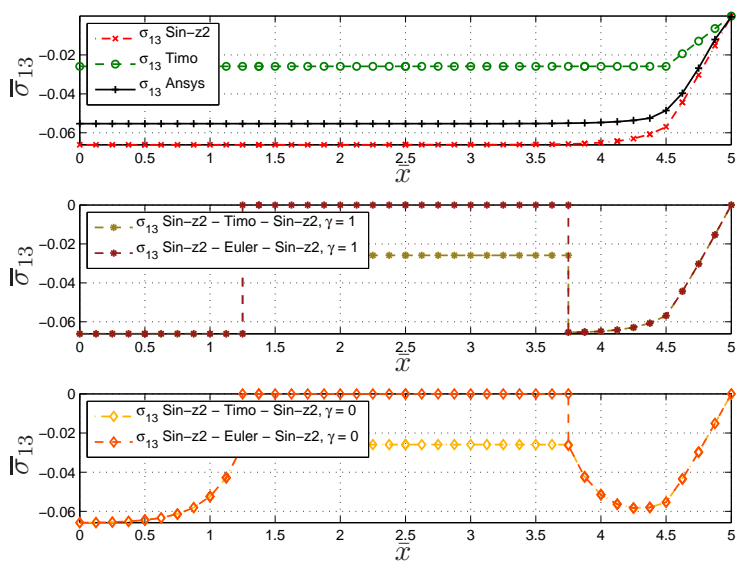 σ13 Sin−z2
σ13 Timo
σ13 Ansys
−0.02
−0.04
−0.06
σ̅13
0 0.5 1 1.5 2 2.5 3 3.5 4 4.5 5
x̄
σ13 Sin−z2 − Timo − Sin−z2, γ = 1
σ13 Sin−z2 − Euler − Sin−z2, γ = 1
0
−0.02
−0.04
−0.06
σ̅13
0 0.5 1 1.5 2 2.5 3 3.5 4 4.5 5
x̄
σ13 Sin−z2 − Timo − Sin−z2, γ = 0
σ13 Sin−z2 − Euler − Sin−z2, γ = 0
0
−0.02
−0.04
−0.06
σ̅13
0 0.5 1 1.5 2 2.5 3 3.5 4 4.5 5
x̄